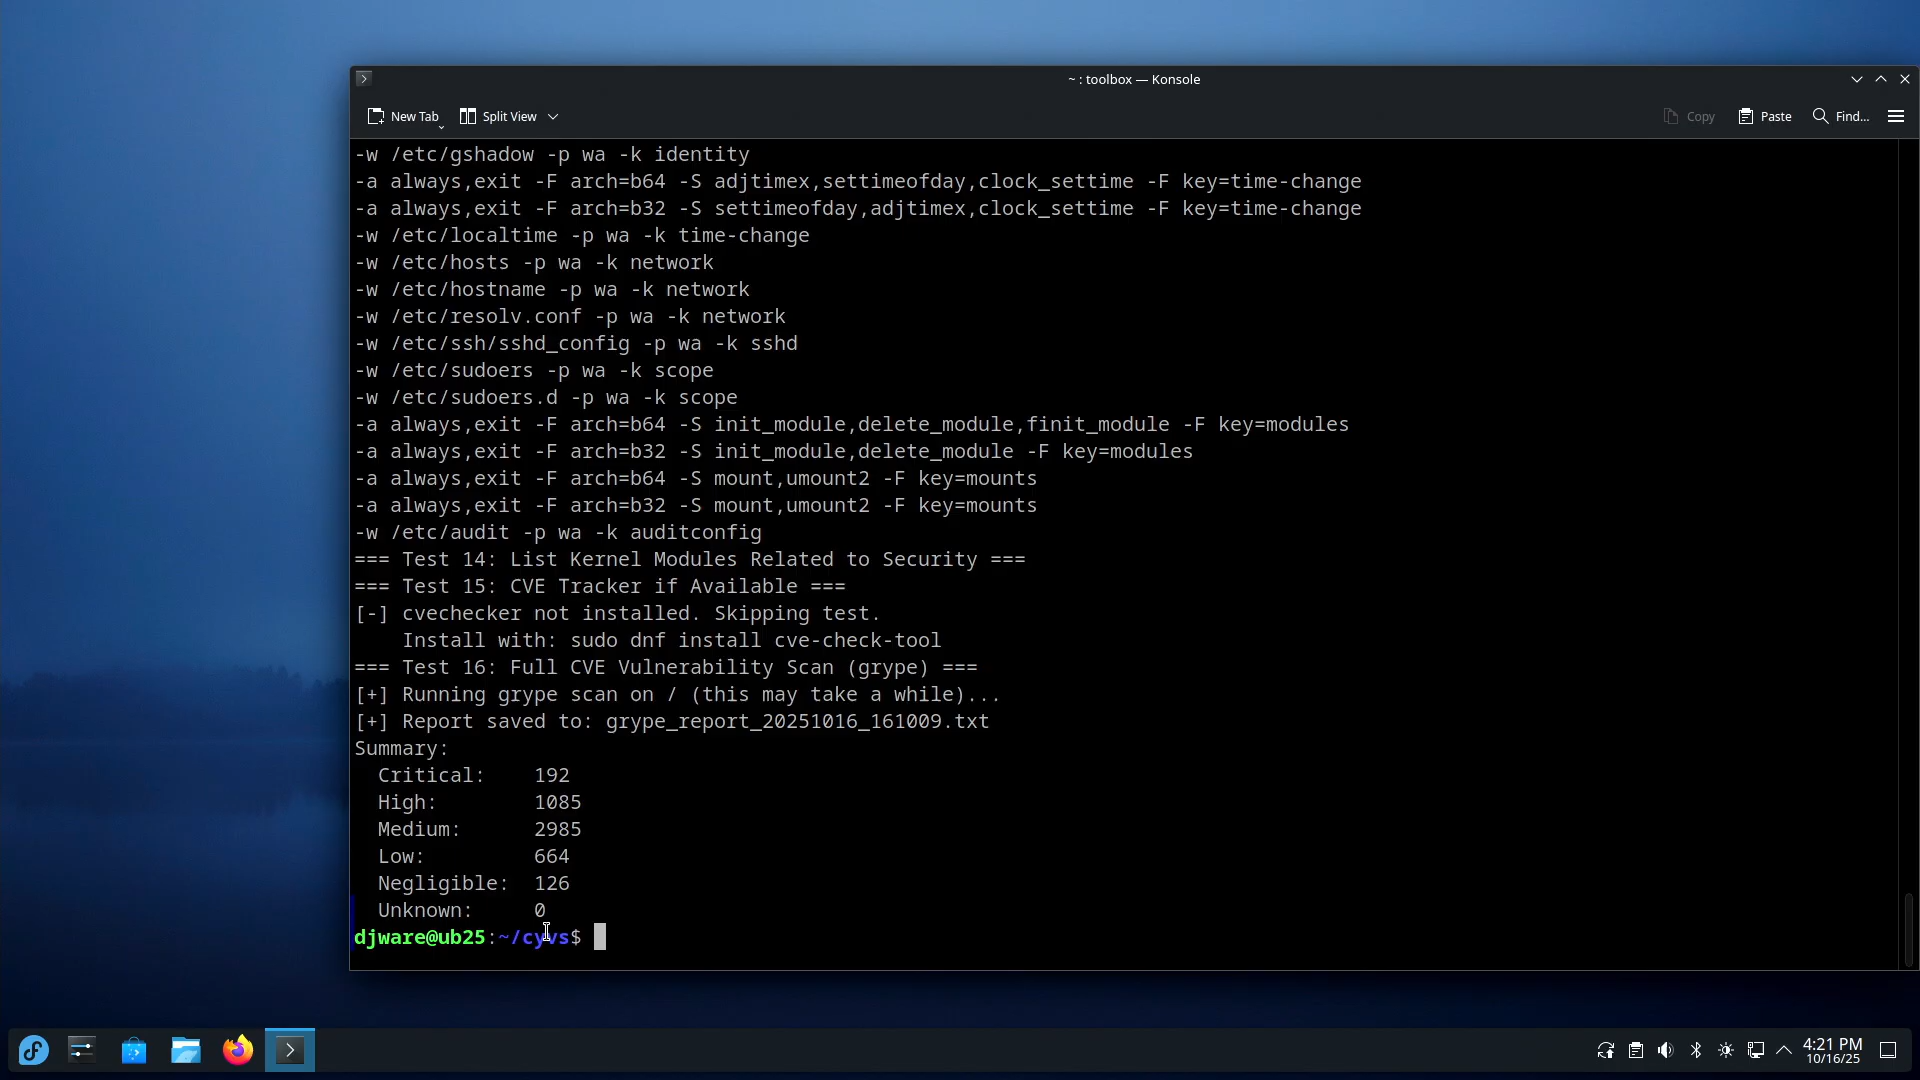 ~ : toolbox — Konsole
New Tab Split View Copy Paste Find...
-w /etc/gshadow -p wa -k identity
-a always,exit -F arch=b64 -S adjtimex,settimeofday,clock_settime -F key=time-change
-a always,exit -F arch=b32 -S settimeofday,adjtimex,clock_settime -F key=time-change
-w /etc/localtime -p wa -k time-change
-w /etc/hosts -p wa -k network
-w /etc/hostname -p wa -k network
-w /etc/resolv.conf -p wa -k network
-w /etc/ssh/sshd_config -p wa -k sshd
-w /etc/sudoers -p wa -k scope
-w /etc/sudoers.d -p wa -k scope
-a always,exit -F arch=b64 -S init_module,delete_module,finit_module -F key=modules
-a always,exit -F arch=b32 -S init_module,delete_module -F key=modules
-a always,exit -F arch=b64 -S mount,umount2 -F key=mounts
-a always,exit -F arch=b32 -S mount,umount2 -F key=mounts
-w /etc/audit -p wa -k auditconfig
=== Test 14: List Kernel Modules Related to Security ===
=== Test 15: CVE Tracker if Available ===
[-] cvechecker not installed. Skipping test.
    Install with: sudo dnf install cve-check-tool
=== Test 16: Full CVE Vulnerability Scan (grype) ===
[+] Running grype scan on / (this may take a while)...
[+] Report saved to: grype_report_20251016_161009.txt
Summary:
  Critical:    192
  High:        1085
  Medium:      2985
  Low:         664
  Negligible:  126
  Unknown:     0
djware@ub25:~/cyvs$
4:21 PM
10/16/25